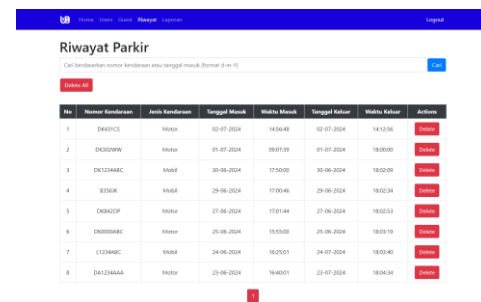 Home Users Guest Riwayat Laporan Logout
Riwayat Parkir
Cari berdasarkan nomor kendaraan atau tanggal masuk (format d-m-Y) Cari
Delete All
No Nomor Kendaraan Jenis Kendaraan Tanggal Masuk Waktu Masuk Tanggal Keluar Waktu Keluar Actions
1 DK431CS Motor 02-07-2024 14:56:48 02-07-2024 14:12:56 Delete
2 DK302WW Motor 01-07-2024 09:07:39 01-07-2024 18:00:00 Delete
3 DK1234ABC Mobil 30-06-2024 17:50:00 30-06-2024 18:02:09 Delete
4 B356JK Mobil 29-06-2024 17:00:46 29-06-2024 18:02:34 Delete
5 DK842OP Motor 27-06-2024 17:01:44 27-06-2024 18:02:53 Delete
6 DK0000ABC Motor 25-06-2024 15:55:00 25-06-2024 18:03:19 Delete
7 L1234ABC Mobil 24-06-2024 16:25:01 24-07-2024 18:03:40 Delete
8 DA1234AAA Motor 23-06-2024 16:40:01 23-07-2024 18:04:34 Delete
1